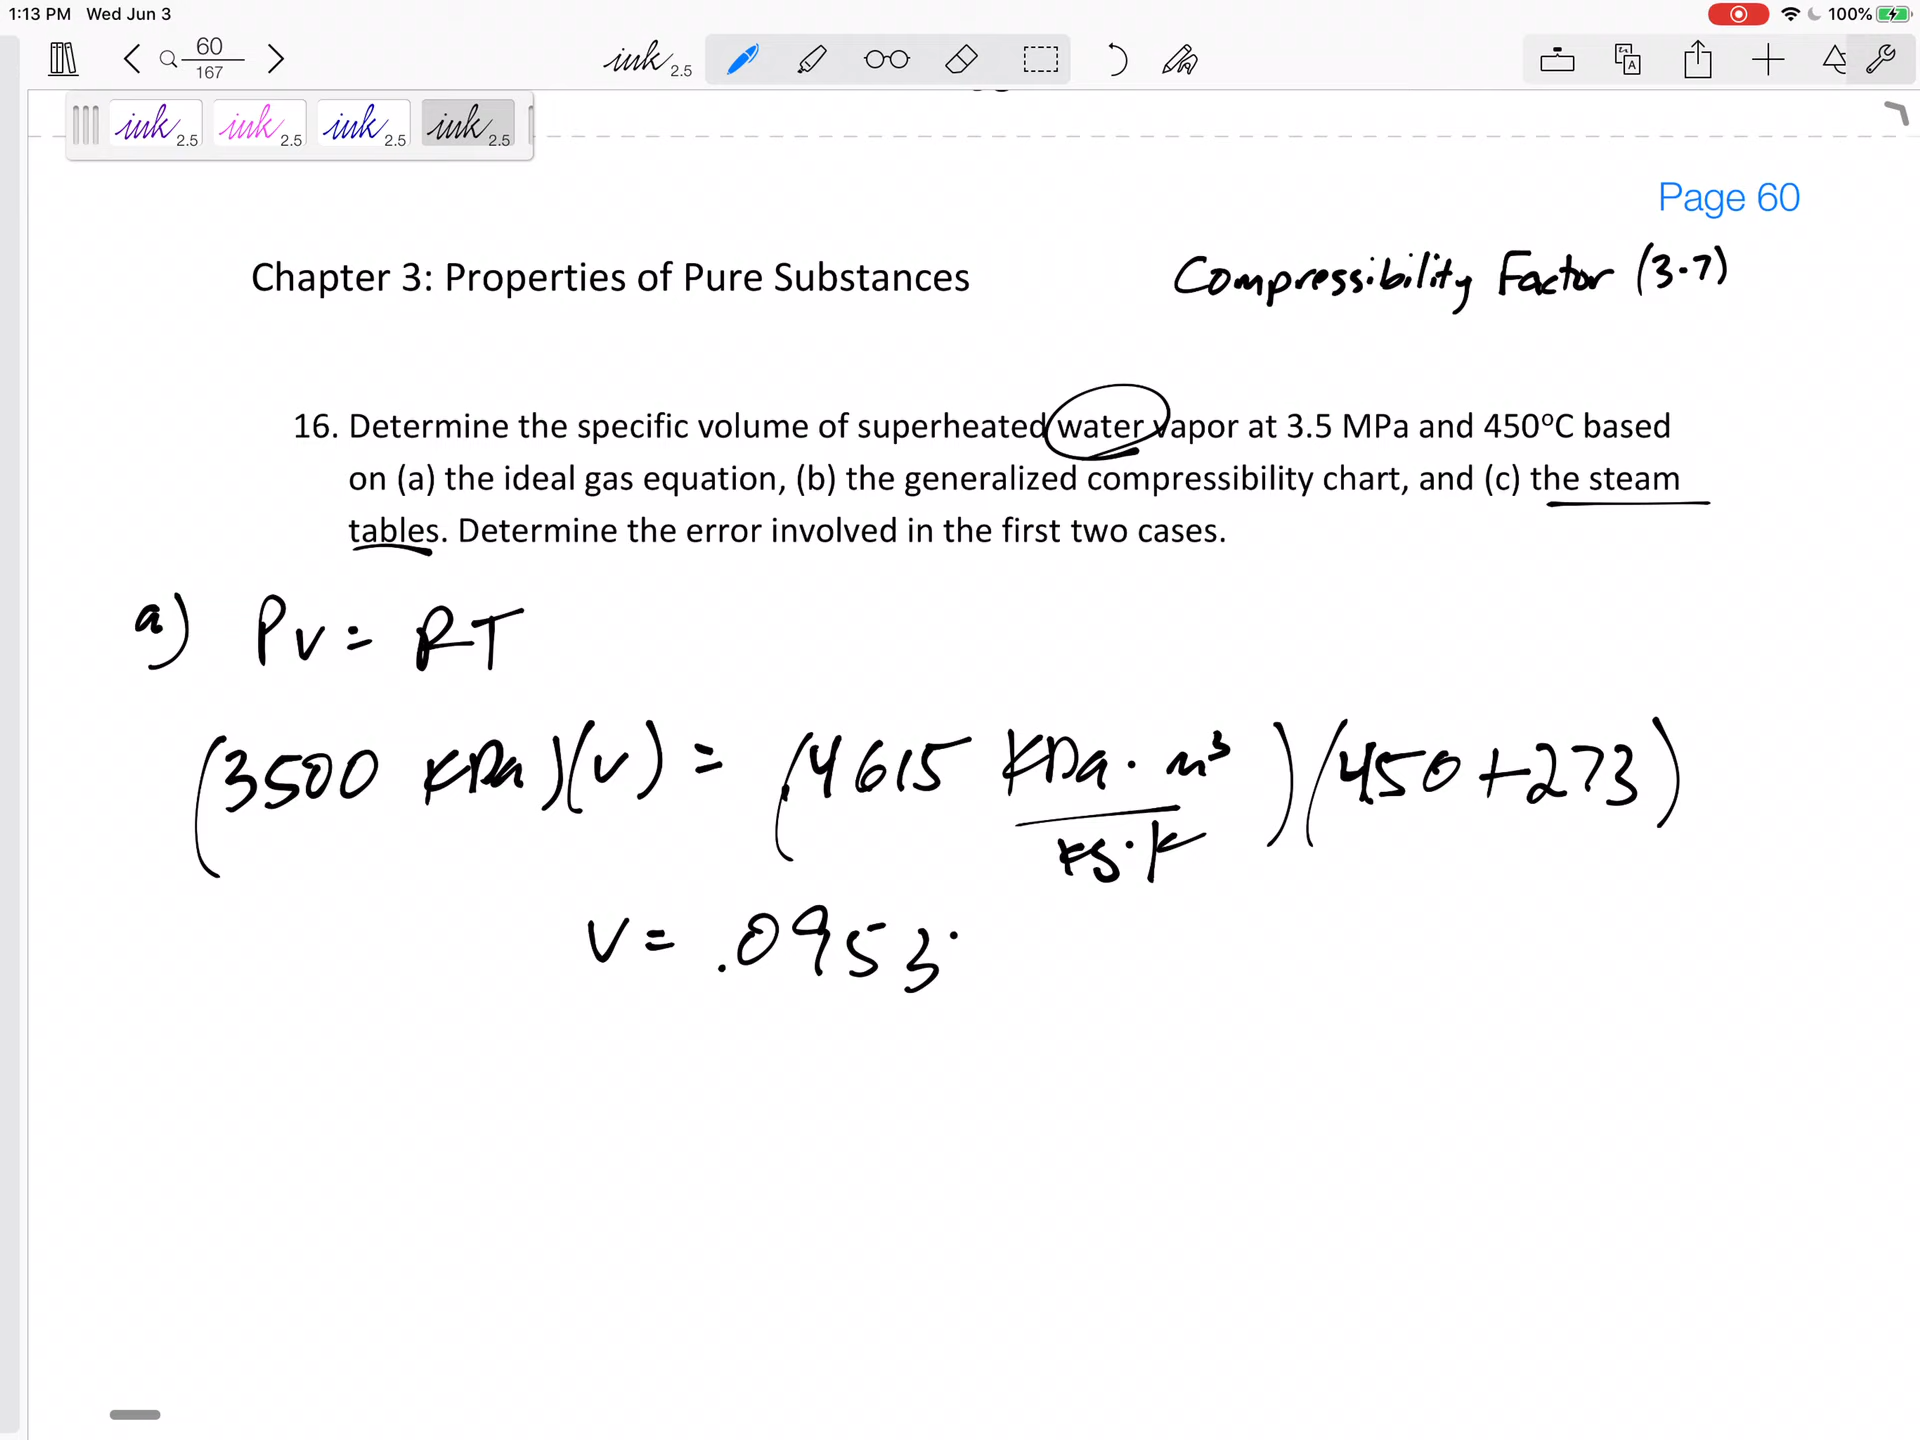 1:13 PM Wed Jun 3
100%
60
167
ink 2.5
A
ink 2.5 ink 2.5 ink 2.5 ink 2.5
Page 60
Chapter 3: Properties of Pure Substances
Compressibility Factor (3-7)
16. Determine the specific volume of superheated water vapor at 3.5 MPa and 450°C based
on (a) the ideal gas equation, (b) the generalized compressibility chart, and (c) the steam
tables. Determine the error involved in the first two cases.
a) Pv = RT
(3500 kPa)(v) = (.4615 kPa·m³/kg·K)(450+273)
v = .0953